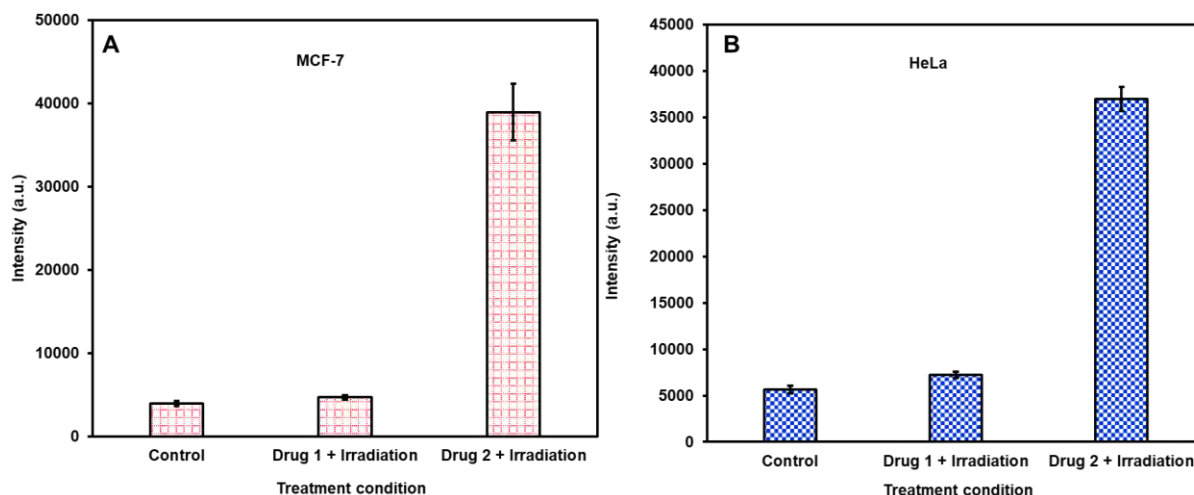 A
MCF-7
50000
40000
30000
20000
10000
0
Intensity (a.u.)
Control
Drug 1 + Irradiation
Drug 2 + Irradiation
Treatment condition
B
HeLa
45000
40000
35000
30000
25000
20000
15000
10000
5000
0
Intensity (a.u.)
Control
Drug 1 + Irradiation
Drug 2 + Irradiation
Treatment condition